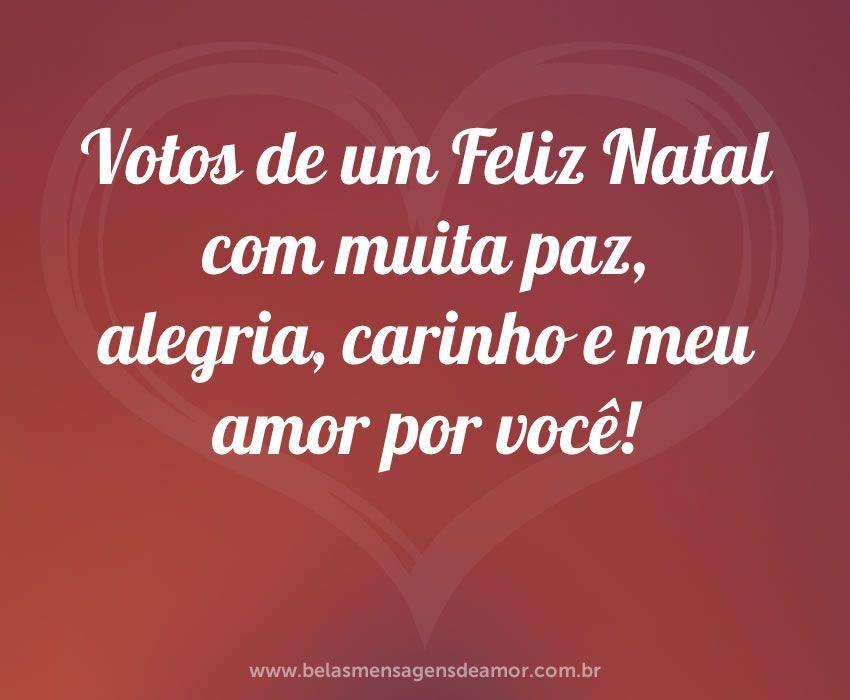 Votos de um Feliz Natal
com muita paz,
alegria, carinho e meu
amor por você!
www.belasmensagensdeamor.com.br